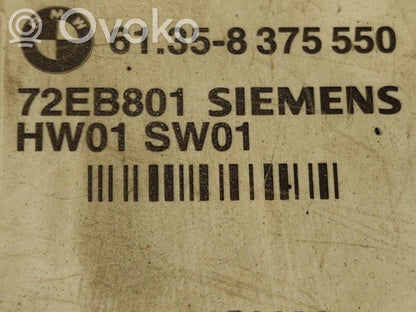 Ovoko
61.35-8 375 550
72EB801 SIEMENS
HW01 SW01